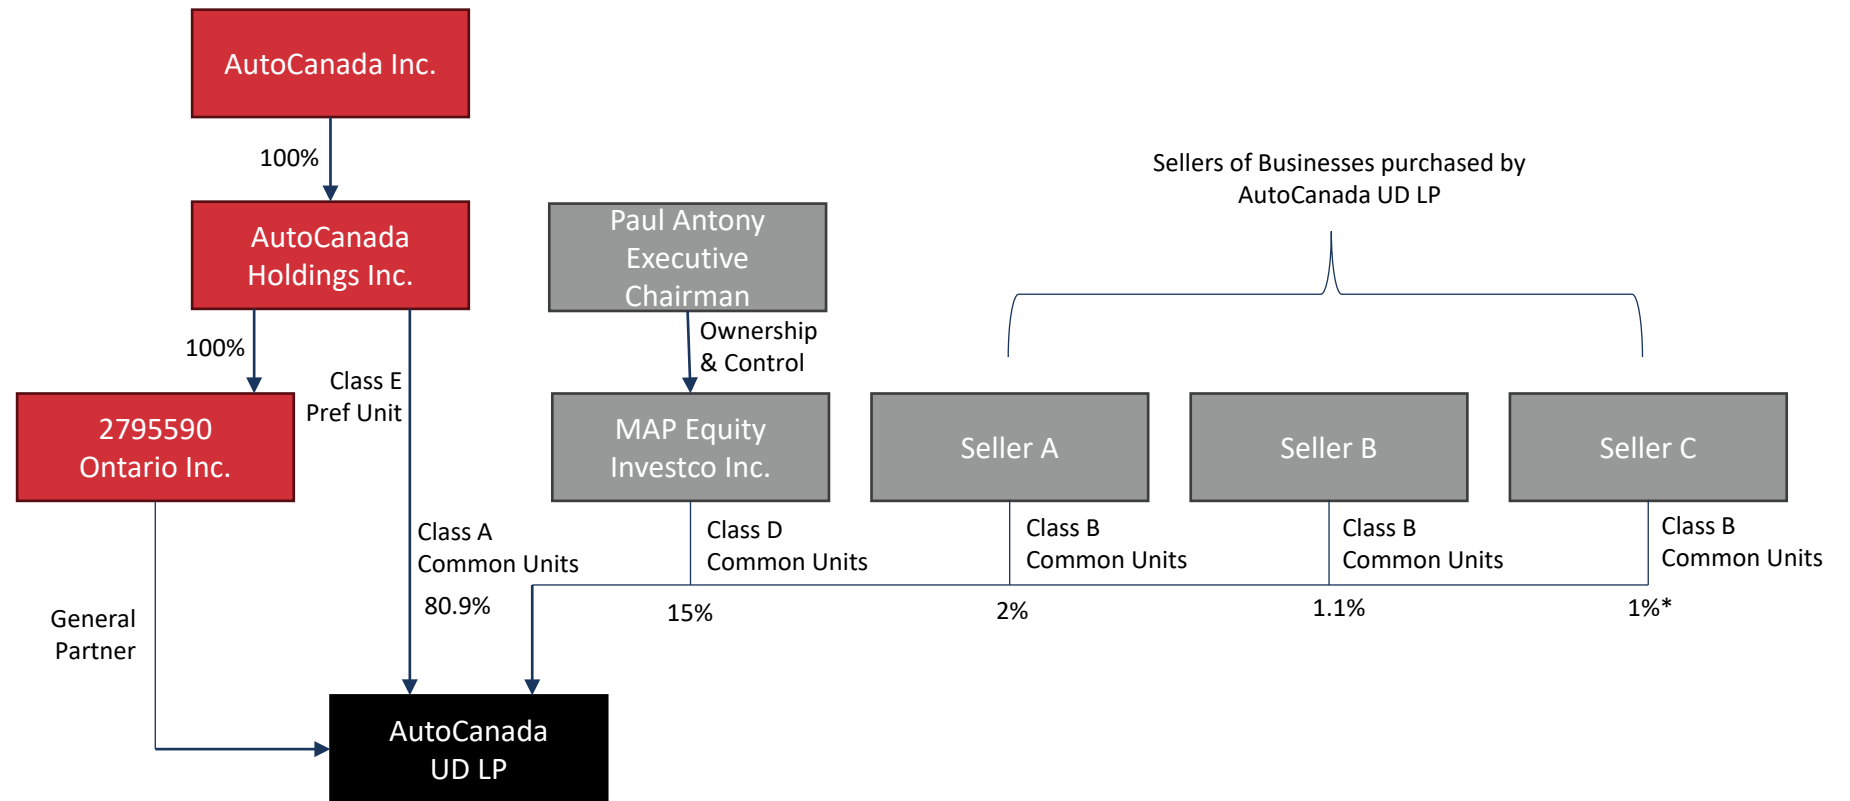 AutoCanada Inc.
100%
Sellers of Businesses purchased by
AutoCanada UD LP
AutoCanada
Holdings Inc.
Paul Antony
Executive
Chairman
100%
Class E
Pref Unit
Ownership
& Control
2795590
Ontario Inc.
MAP Equity
Investco Inc.
Seller A
Seller B
Seller C
Class A
Common Units
80.9%
Class D
Common Units
15%
Class B
Common Units
2%
Class B
Common Units
1.1%
Class B
Common Units
1%*
General
Partner
AutoCanada
UD LP